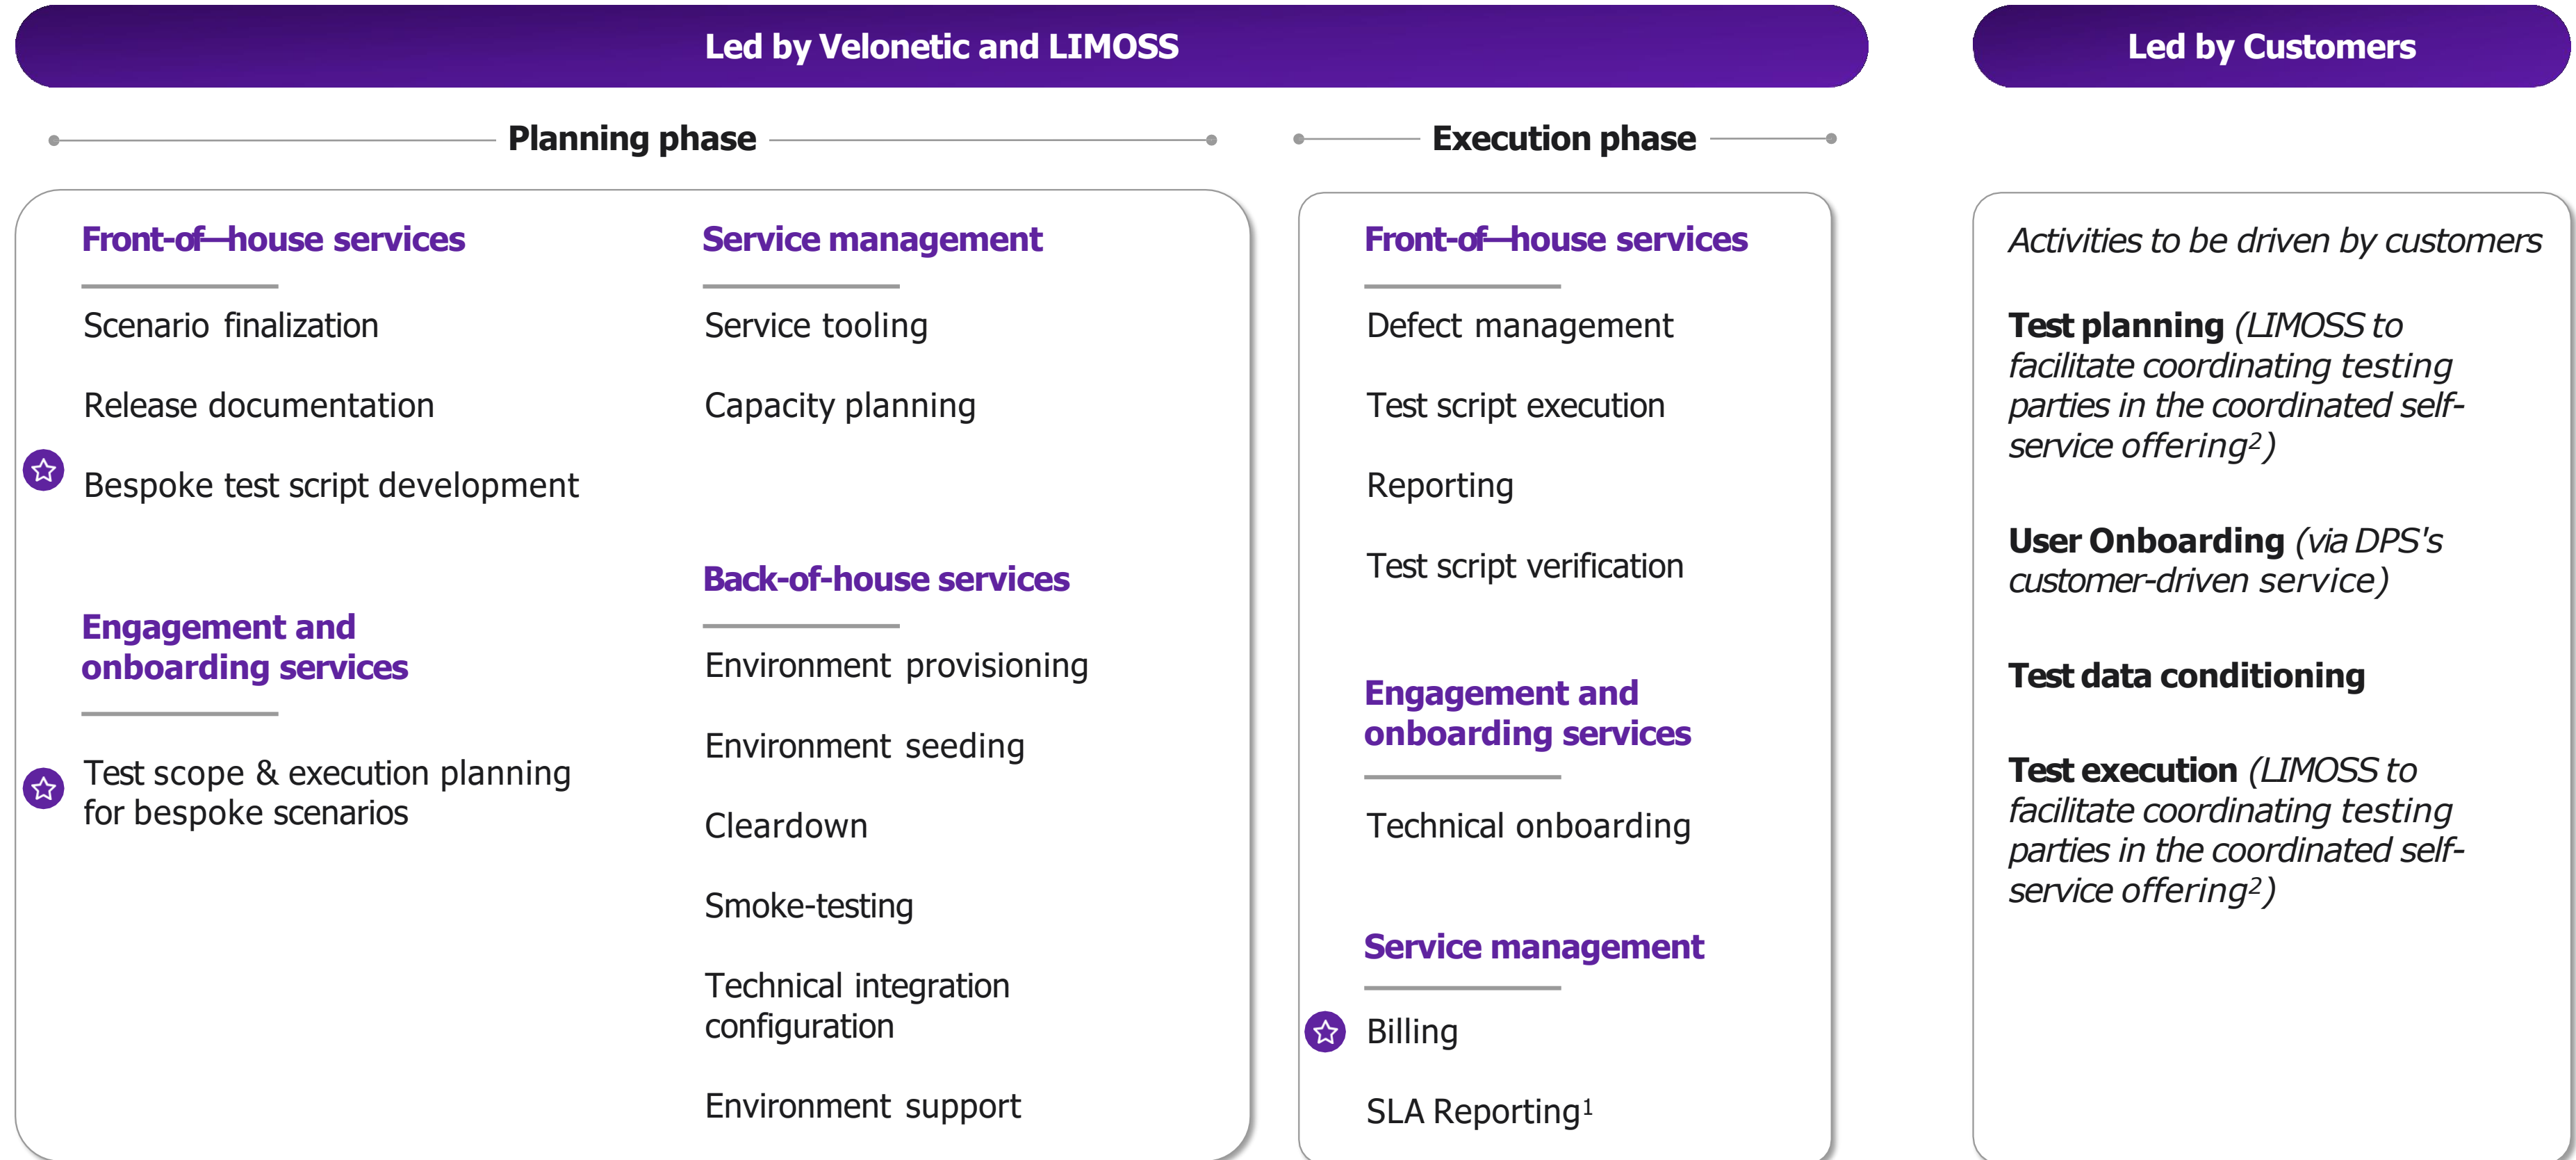 Led by Velonetic and LIMOSS
Led by Customers
Planning phase
Execution phase
Front-of—house services
Scenario finalization
Release documentation
Bespoke test script development
Engagement and
onboarding services
Test scope & execution planning
for bespoke scenarios
Service management
Service tooling
Capacity planning
Back-of-house services
Environment provisioning
Environment seeding
Cleardown
Smoke-testing
Technical integration
configuration
Environment support
Front-of—house services
Defect management
Test script execution
Reporting
Test script verification
Engagement and
onboarding services
Technical onboarding
Service management
Billing
SLA Reporting¹
Activities to be driven by customers
Test planning (LIMOSS to
facilitate coordinating testing
parties in the coordinated self-
service offering²)
User Onboarding (via DPS's
customer-driven service)
Test data conditioning
Test execution (LIMOSS to
facilitate coordinating testing
parties in the coordinated self-
service offering²)